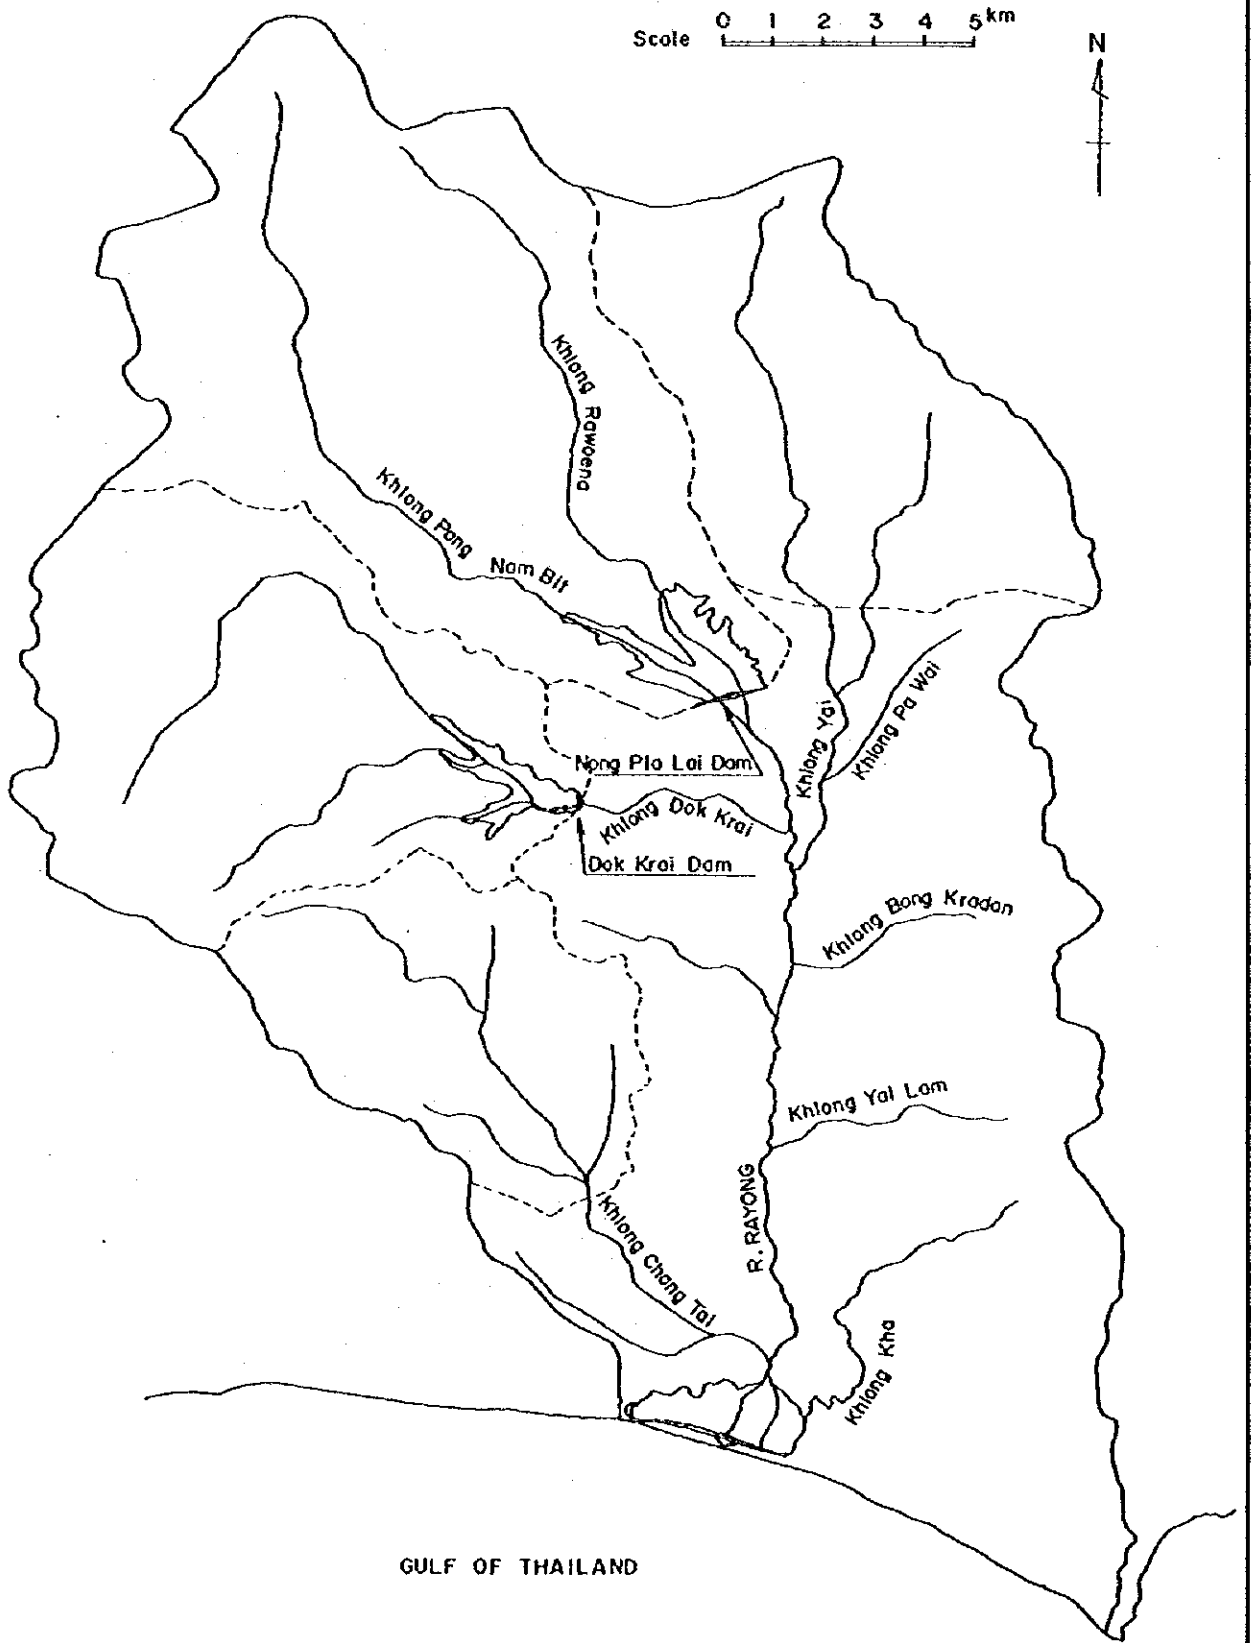 0 1 2 3 4 5 km
Scale
N
Khlong Rawoeng
Khlong Pong Nam Bit
Khlong Yai
Khlong Pa Wai
Nong Pla Lai Dam
Khlong Dok Krai
Dok Krai Dam
Khlong Bong Kradan
Khlong Yai Lam
R. RAYONG
Khlong Chang Tai
Khlong Kha
GULF OF THAILAND